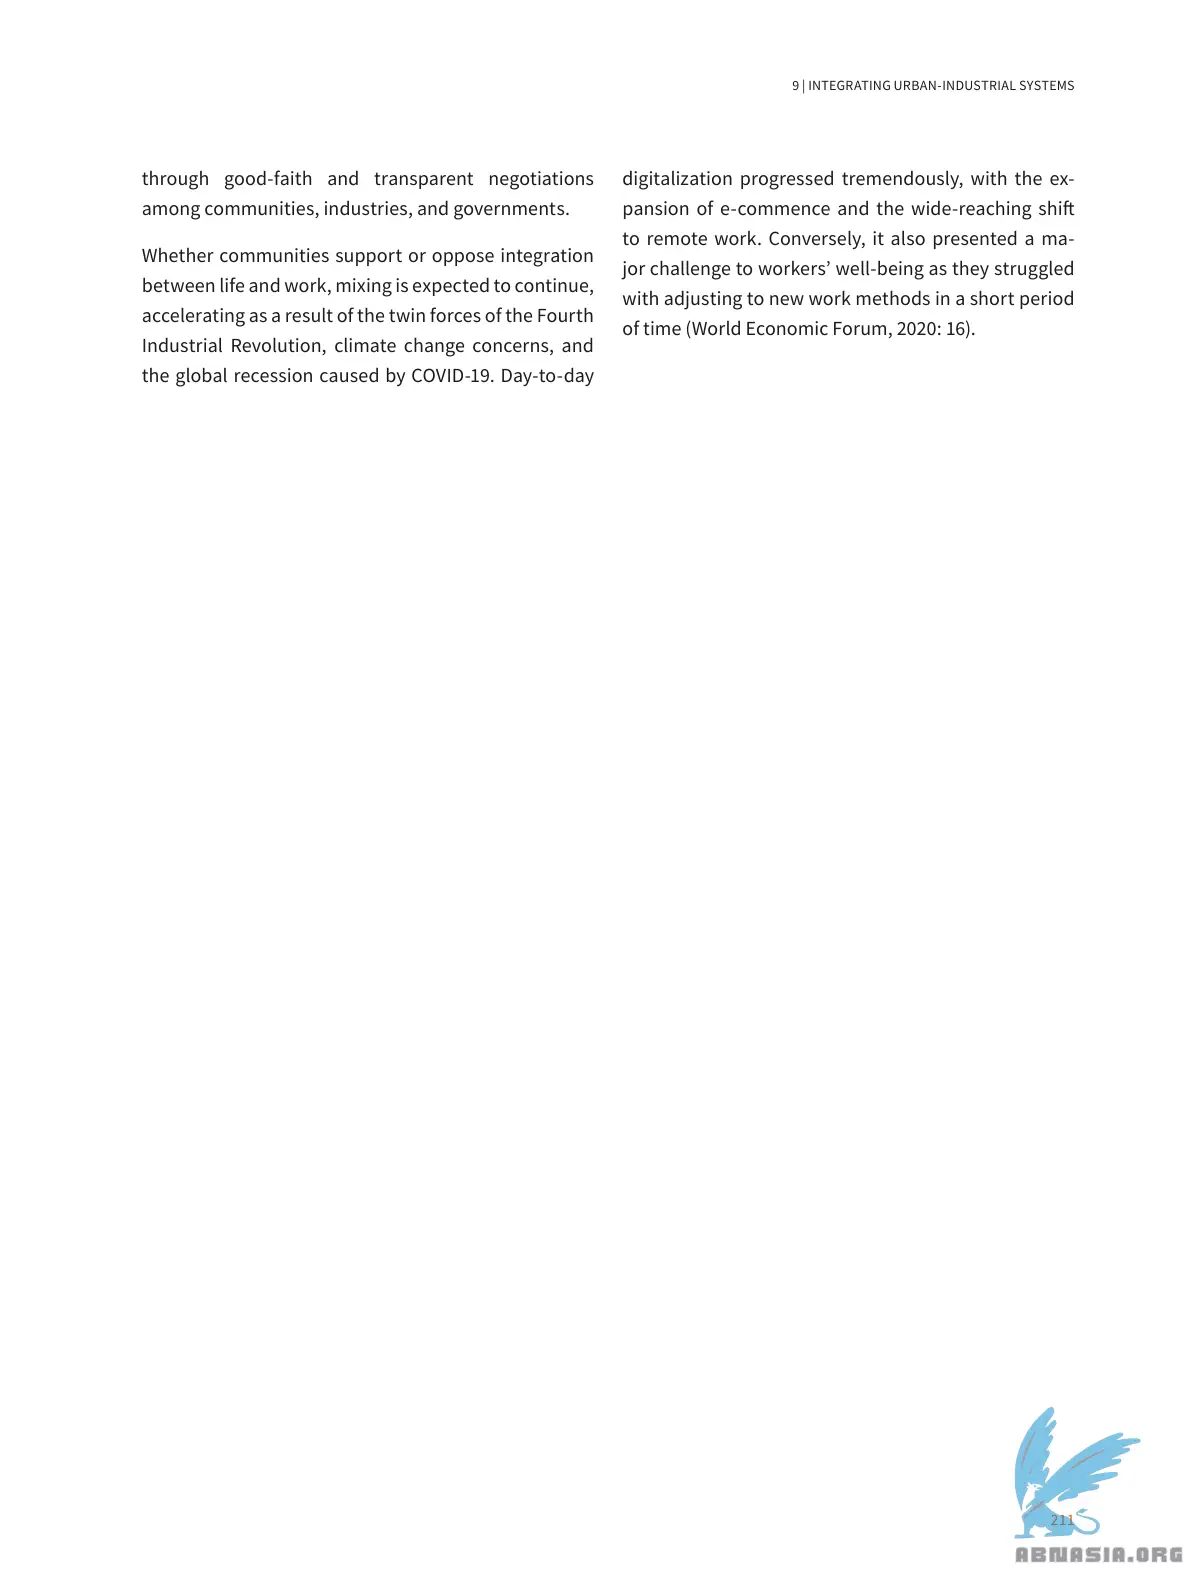 9 | INTEGRATING URBAN-INDUSTRIAL SYSTEMS
through good-faith and transparent negotiations
among communities, industries, and governments.
Whether communities support or oppose integration
between life and work, mixing is expected to continue,
accelerating as a result of the twin forces of the Fourth
Industrial Revolution, climate change concerns, and
the global recession caused by COVID-19. Day-to-day
digitalization progressed tremendously, with the ex-
pansion of e-commence and the wide-reaching shift
to remote work. Conversely, it also presented a ma-
jor challenge to workers’ well-being as they struggled
with adjusting to new work methods in a short period
of time (World Economic Forum, 2020: 16).
211
ABNASIA.ORG